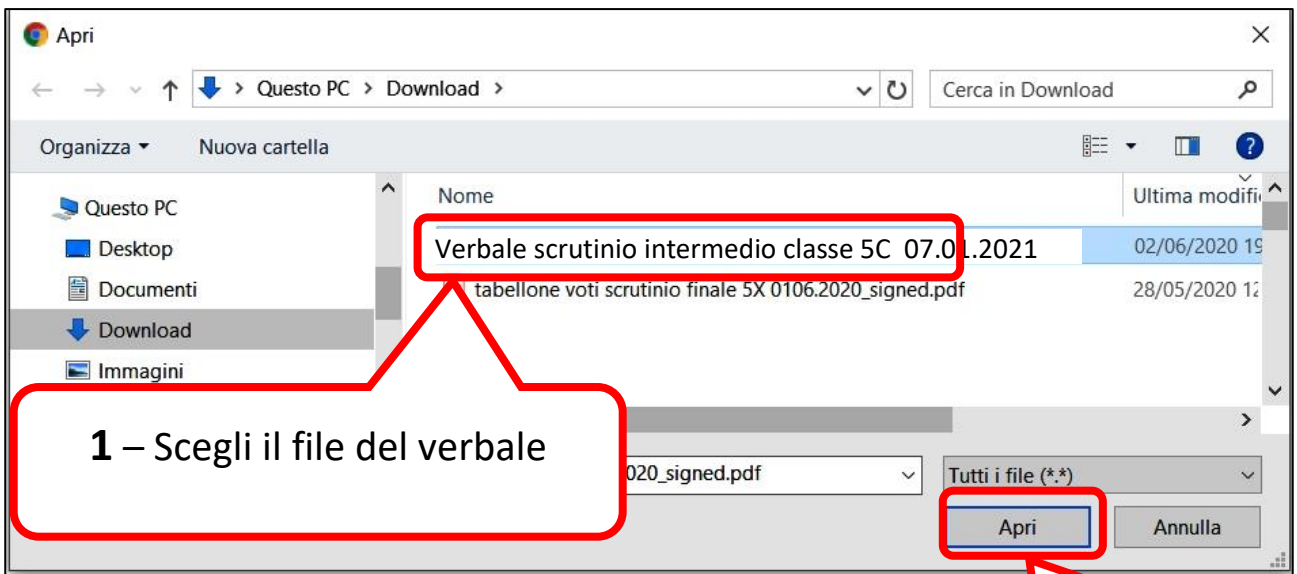 Apri
Questo PC > Download >
Cerca in Download
Organizza
Nuova cartella
?
Questo PC
Nome
Ultima modifi
Desktop
Verbale scrutinio intermedio classe 5C 07.01.2021
02/06/2020 19
Documenti
tabellone voti scrutinio finale 5X 0106.2020_signed.pdf
28/05/2020 12
Download
Immagini
1 – Scegli il file del verbale
020_signed.pdf
Tutti i file (*.*)
Apri
Annulla